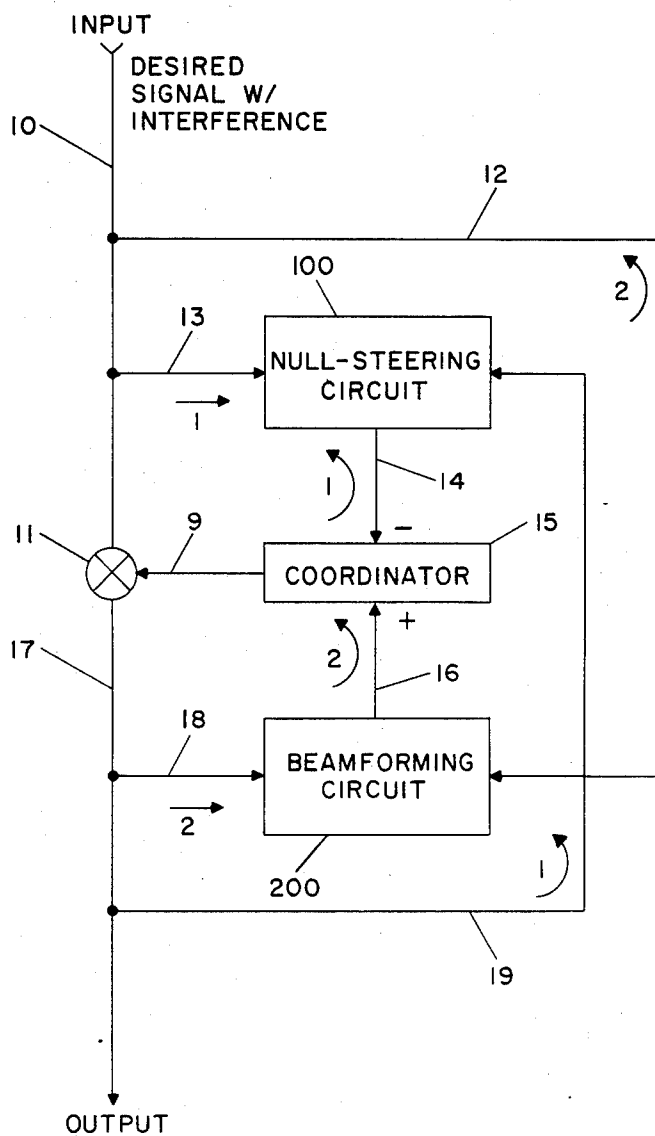 INPUT
DESIRED
SIGNAL W/
INTERFERENCE
10
12
2
100
13
NULL-STEERING
CIRCUIT
1
1
14
-
15
11
9
COORDINATOR
+
17
2
16
18
BEAMFORMING
CIRCUIT
2
200
1
19
OUTPUT